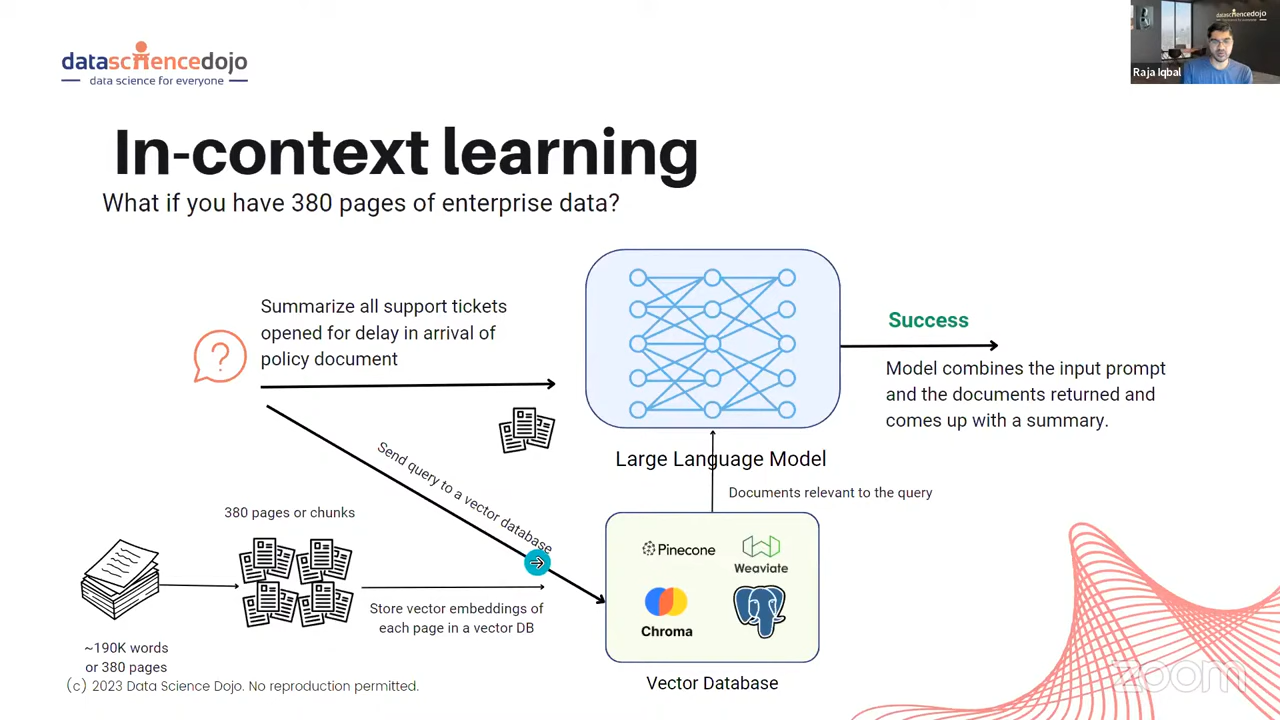 datasciencedojo
data science for everyone
datasciencedojo
Raja Iqbal
In-context learning
What if you have 380 pages of enterprise data?
Summarize all support tickets
opened for delay in arrival of
policy document
?
Success
Model combines the input prompt
and the documents returned and
comes up with a summary.
Large Language Model
Send query to a vector database
Documents relevant to the query
380 pages or chunks
Pinecone
Weaviate
Chroma
Store vector embeddings of
each page in a vector DB
~190K words
or 380 pages
Vector Database
(c) 2023 Data Science Dojo. No reproduction permitted.
zoom